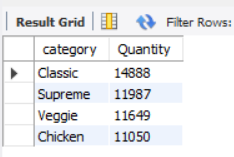 Result Grid Filter Rows:
category Quantity
Classic 14888
Supreme 11987
Veggie 11649
Chicken 11050